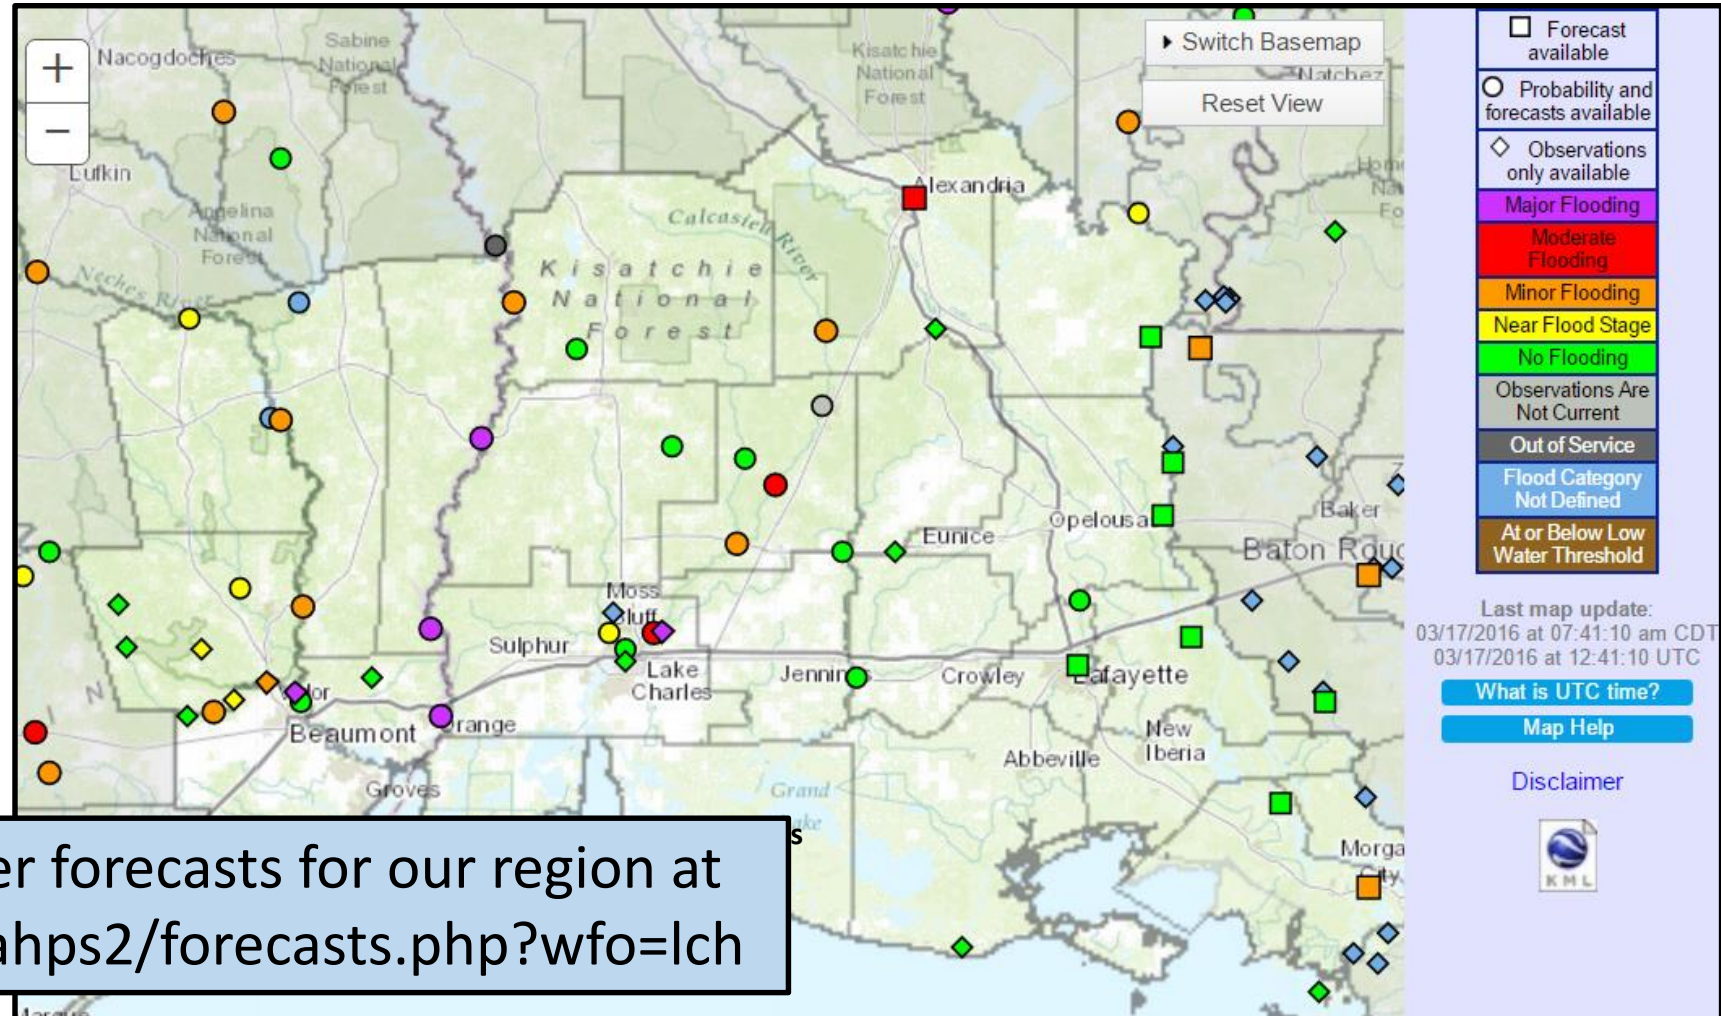 Nacogdoches
Sabine
National
Forest
Kisatchie
National
Forest
Switch Basemap
Natchez
Reset View
Lufkin
Alexandria
Angelina
National
Forest
Calcasieu River
Neches River
Kisatchie
National
Forest
Opelousa
Baker
Eunice
Baton Roug
Moss
Bluff
Sulphur
Lake
Charles
Jennings
Crowley
Lafayette
Beaumont
Orange
New
Iberia
Abbeville
Groves
Grand
Morga
City
er forecasts for our region at
ahps2/forecasts.php?wfo=lch
s
Forecast
available
Probability and
forecasts available
Observations
only available
Major Flooding
Moderate
Flooding
Minor Flooding
Near Flood Stage
No Flooding
Observations Are
Not Current
Out of Service
Flood Category
Not Defined
At or Below Low
Water Threshold
Last map update:
03/17/2016 at 07:41:10 am CDT
03/17/2016 at 12:41:10 UTC
What is UTC time?
Map Help
Disclaimer
KML